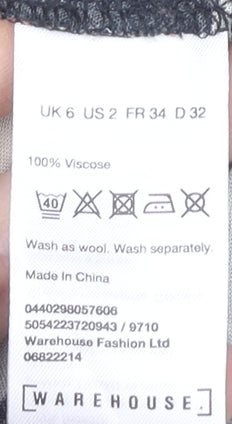 UK 6 US 2 FR 34 D 32
100% Viscose
40
Wash as wool. Wash separately.
Made In China
0440298057606
5054223720943 / 9710
Warehouse Fashion Ltd
06822214
[WAREHOUSE.]